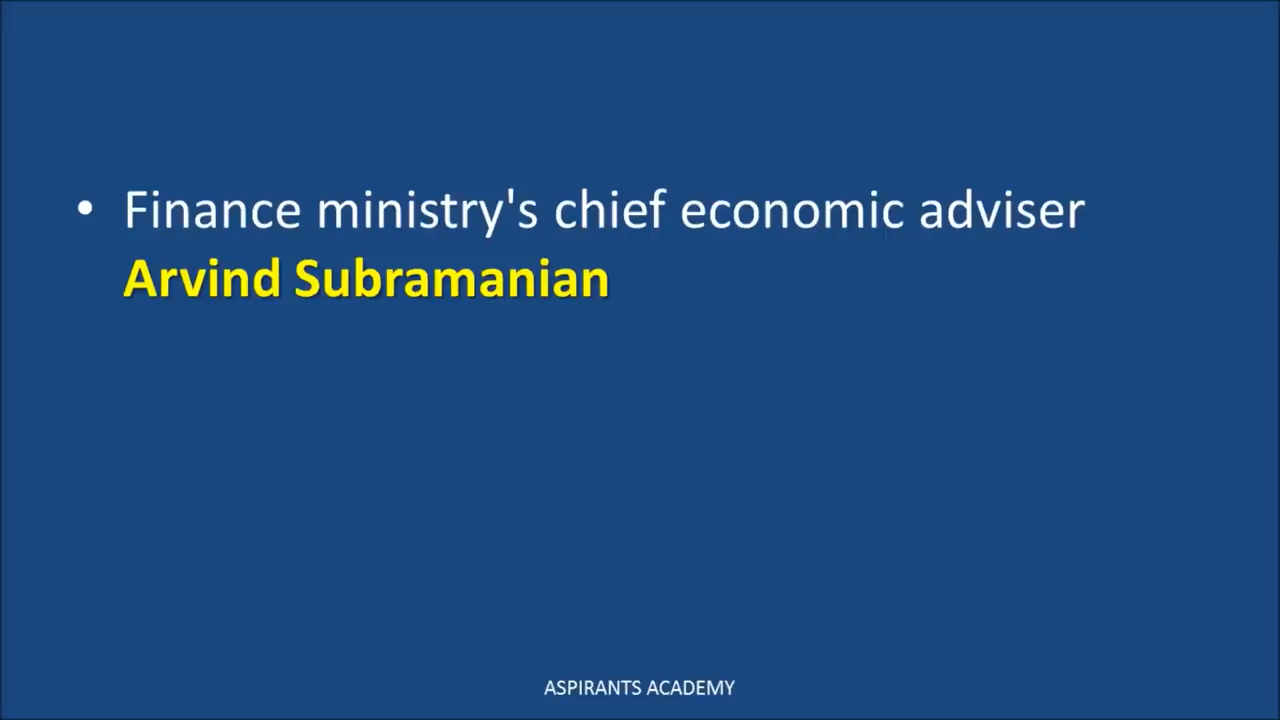 • Finance ministry's chief economic adviser
Arvind Subramanian
ASPIRANTS ACADEMY